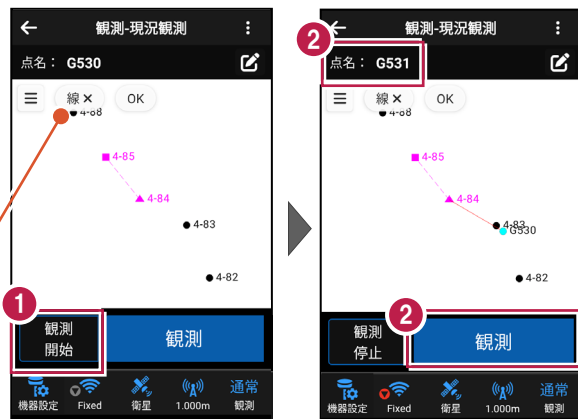 観測-現況観測
点名： G530
線 ×
OK
4-88
4-85
4-84
4-83
4-82
1
観測
開始
観測
機器設定
Fixed
衛星
1.000m
通常
観測
2
観測-現況観測
点名： G531
線 ×
OK
4-88
4-85
4-84
4-83
G530
4-82
2
観測
停止
観測
機器設定
Fixed
衛星
1.000m
通常
観測